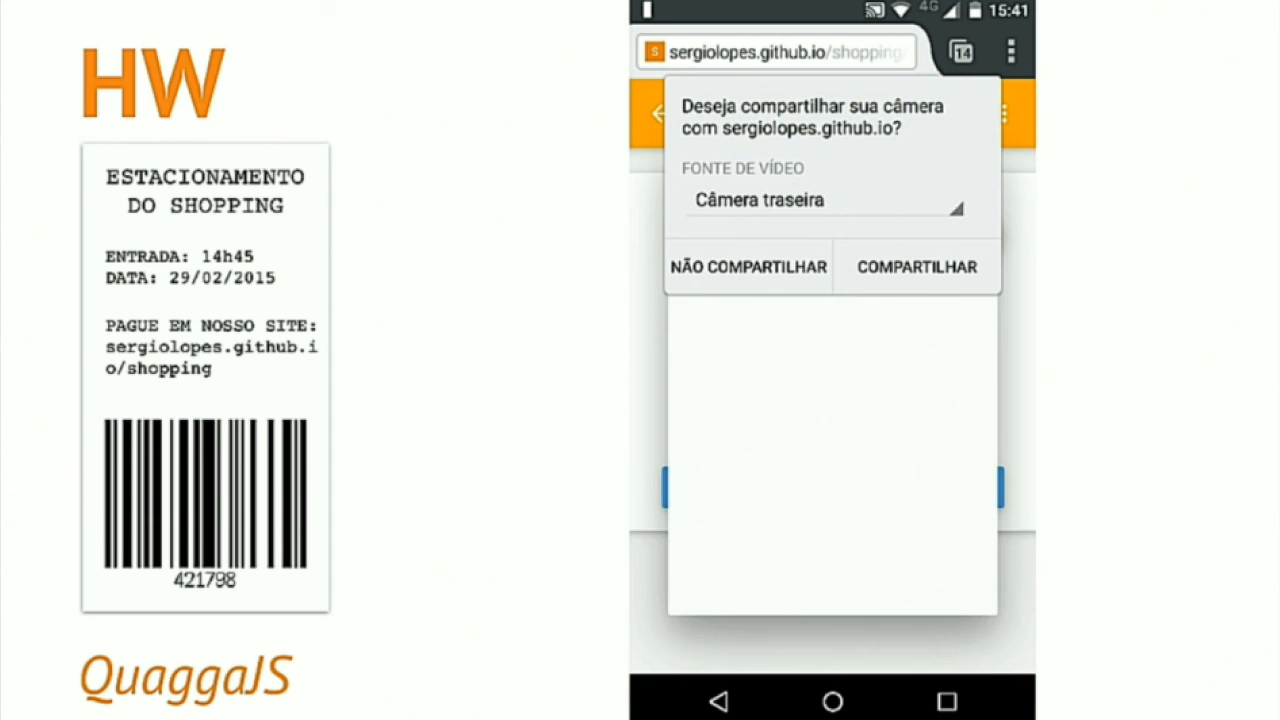 HW
ESTACIONAMENTO
DO SHOPPING
ENTRADA: 14h45
DATA: 29/02/2015
PAGUE EM NOSSO SITE:
sergiolopes.github.i
o/shopping
421798
QuaggaJS
4G 15:41
S sergiolopes.github.io/shopping
14
Deseja compartilhar sua câmera
com sergiolopes.github.io?
FONTE DE VÍDEO
Câmera traseira
NÃO COMPARTILHAR COMPARTILHAR